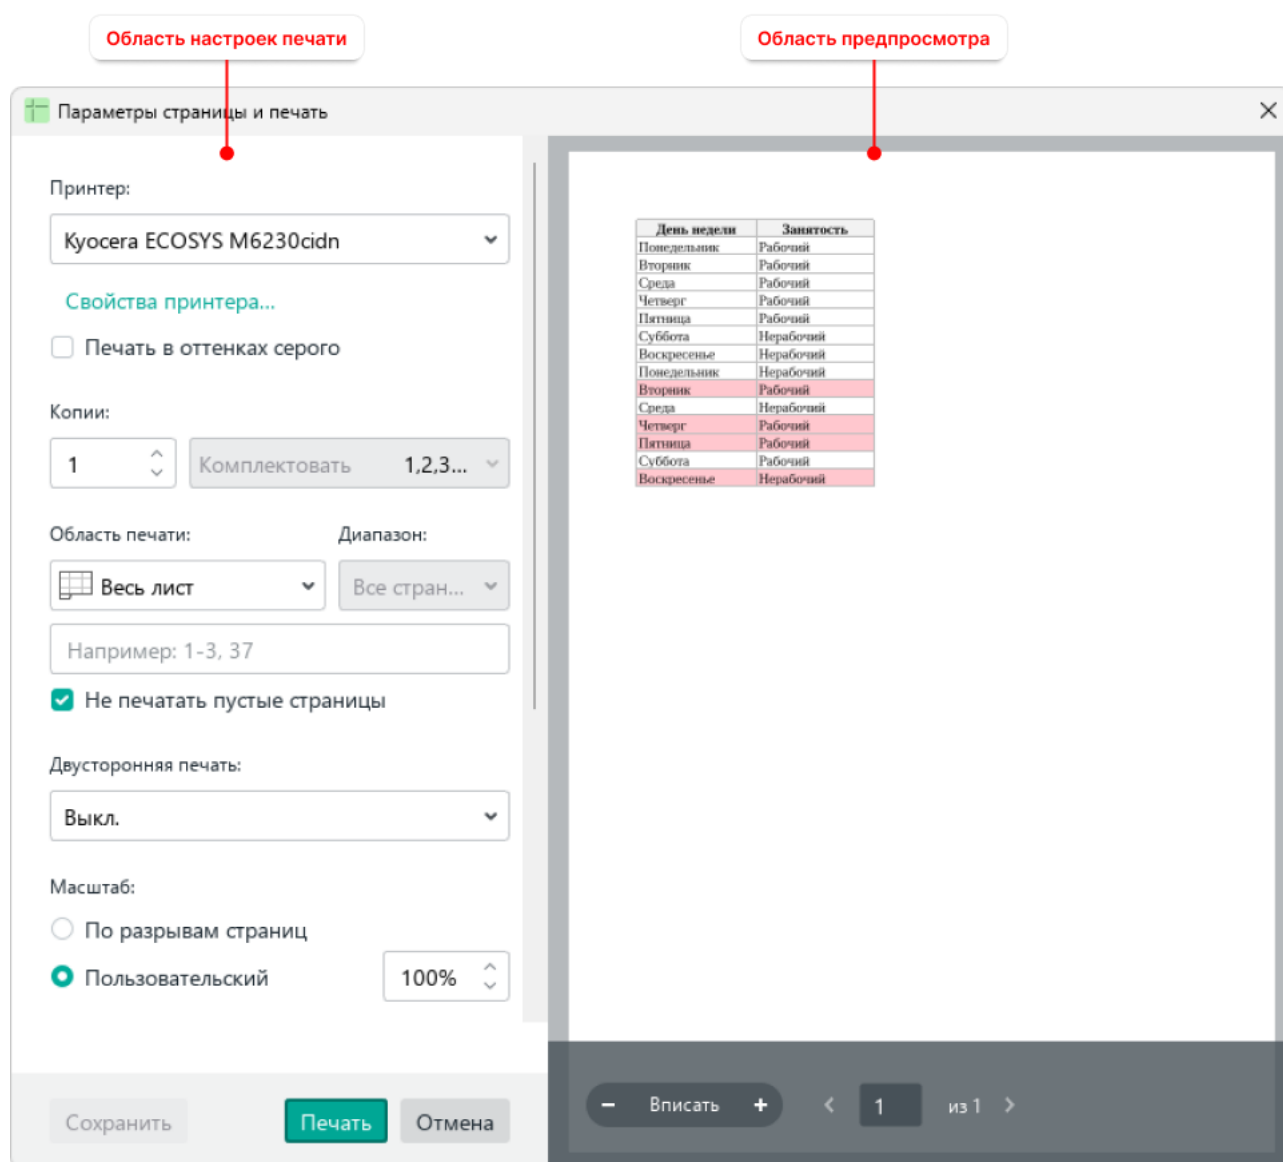 Область настроек печати
Область предпросмотра
Параметры страницы и печать
Принтер:
Kyocera ECOSYS M6230cidn
Свойства принтера...
Печать в оттенках серого
Копии:
1
Комплектовать 1,2,3...
Область печати: Диапазон:
Весь лист Все стран...
Например: 1-3, 37
Не печатать пустые страницы
Двусторонняя печать:
Выкл.
Масштаб:
По разрывам страниц
Пользовательский 100%
Сохранить Печать Отмена
День недели Занятость
Понедельник Рабочий
Вторник Рабочий
Среда Рабочий
Четверг Рабочий
Пятница Рабочий
Суббота Нерабочий
Воскресенье Нерабочий
Понедельник Нерабочий
Вторник Рабочий
Среда Нерабочий
Четверг Рабочий
Пятница Рабочий
Суббота Рабочий
Воскресенье Нерабочий
− Вписать + 1 из 1